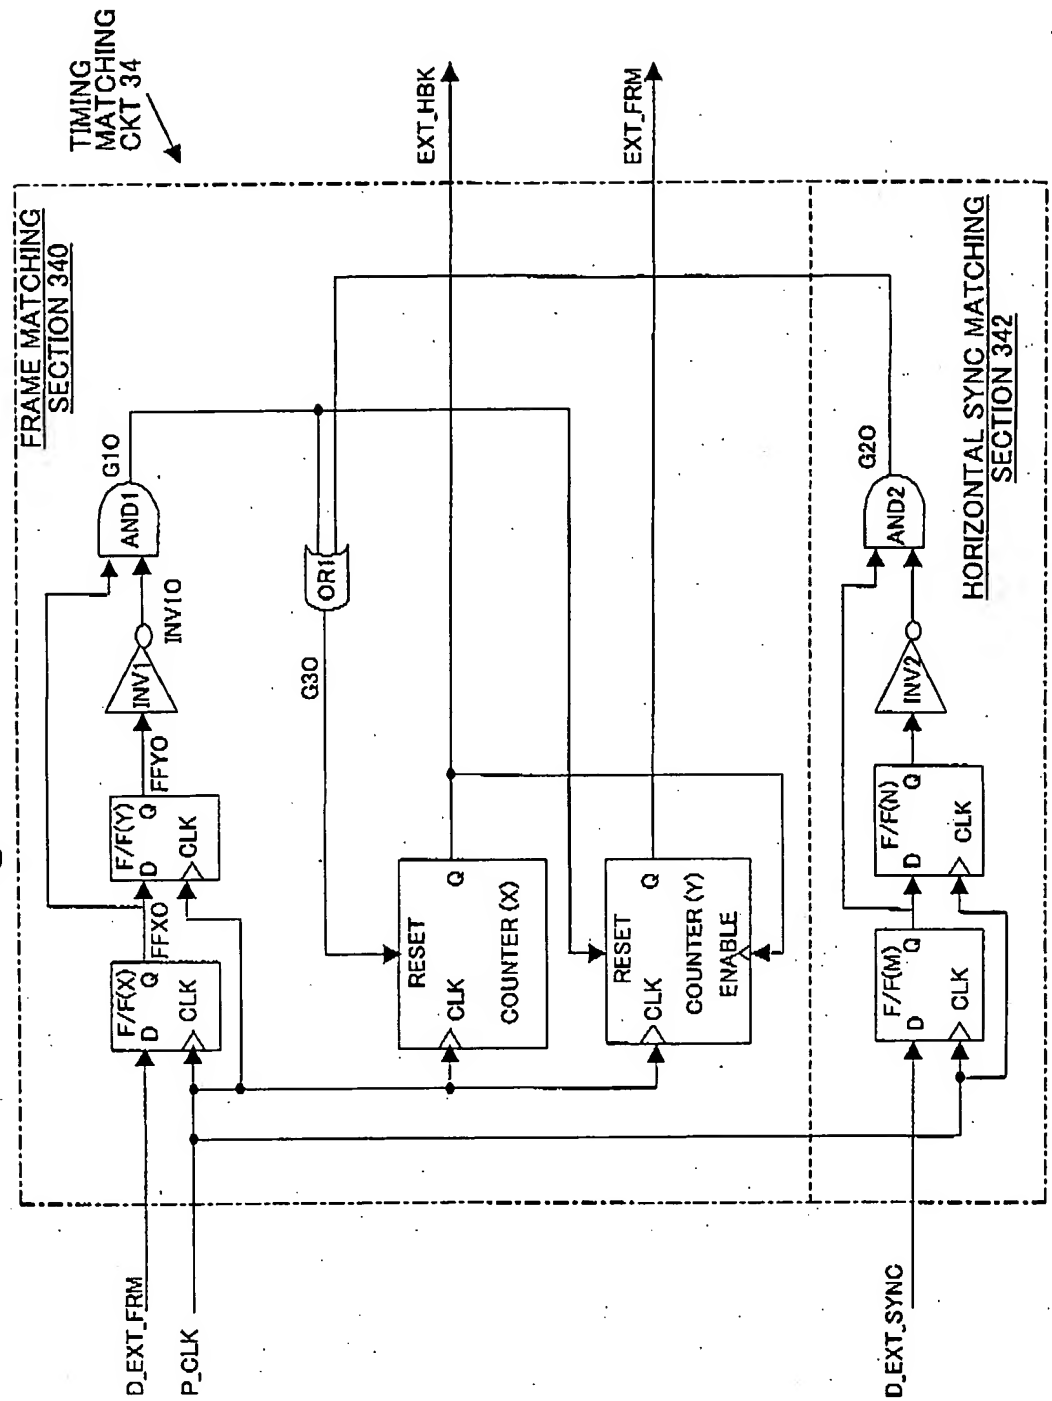 TIMING
MATCHING
CKT 34
FRAME MATCHING
SECTION 340
D_EXT_FRM
P_CLK
F/F(X)
D
Q
CLK
FFXO
F/F(Y)
D
Q
CLK
FFYO
INV1
INV1O
AND1
G1O
OR1
G3O
RESET
CLK
COUNTER (X)
Q
EXT_HBK
RESET
CLK
COUNTER (Y)
ENABLE
Q
EXT_FRM
D_EXT_SYNC
F/F(M)
D
Q
CLK
F/F(N)
D
Q
CLK
INV2
AND2
G2O
HORIZONTAL SYNC MATCHING
SECTION 342